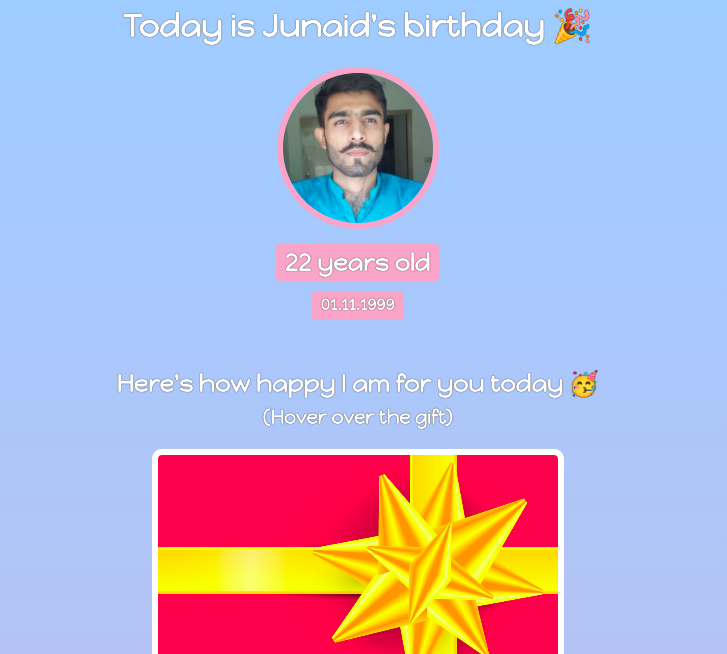 Today is Junaid's birthday 🎉
22 years old
01.11.1999
Here's how happy I am for you today 🥳
(Hover over the gift)